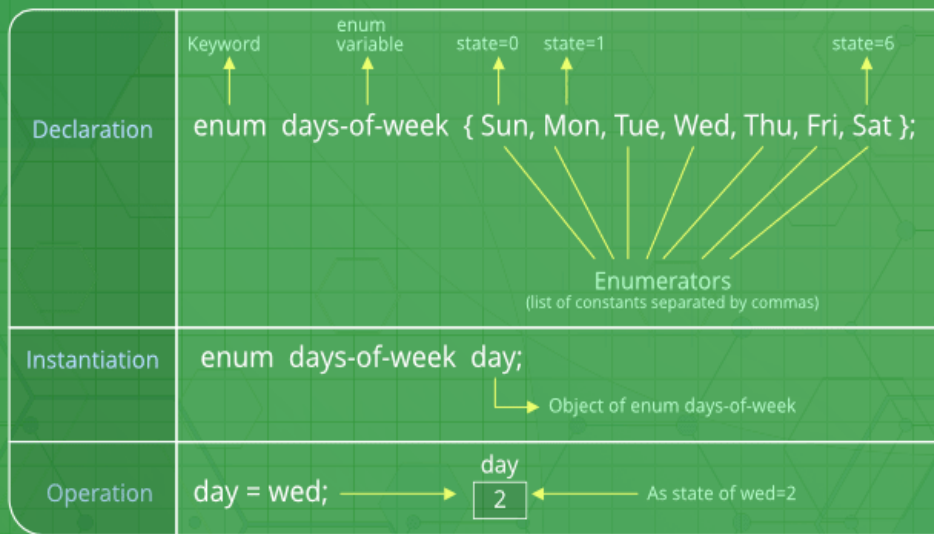 Keyword
enum
variable
state=0
state=1
state=6
Declaration
enum days-of-week { Sun, Mon, Tue, Wed, Thu, Fri, Sat };
Enumerators
(list of constants separated by commas)
Instantiation
enum days-of-week day;
Object of enum days-of-week
Operation
day = wed;
day
2
As state of wed=2